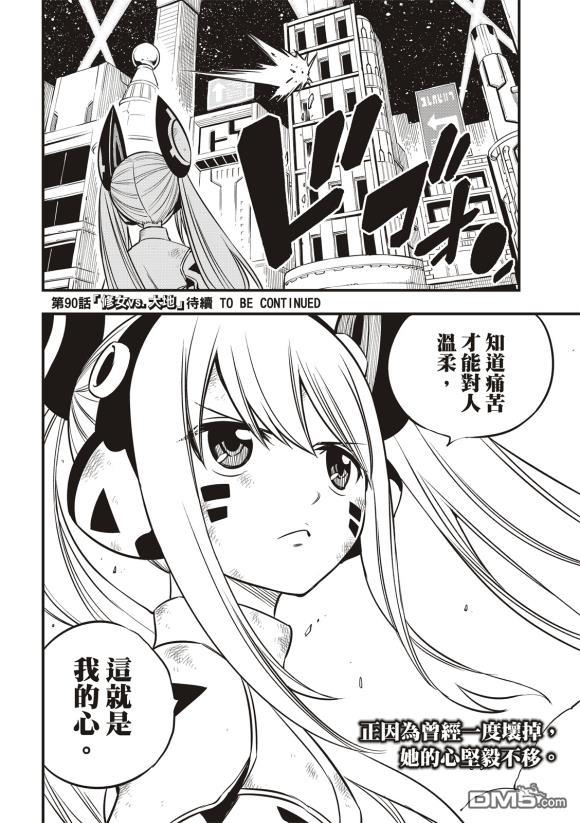 ドゴォ
第90話「修女vs.大地」待續 TO BE CONTINUED
知道痛苦
才能對人
溫柔，
這就是
我的心。
正因為曾經一度壞掉，
她的心堅毅不移。
DM5.com